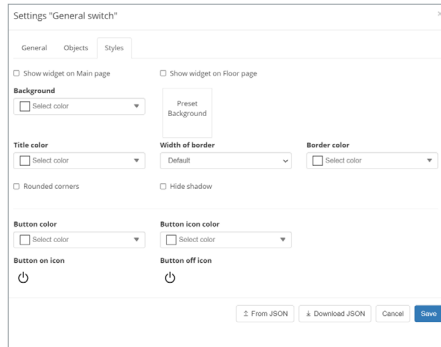 Settings "General switch"
General Objects Styles
Show widget on Main page Show widget on Floor page
Background
Select color
Preset
Background
Title color Width of border Border color
Select color Default Select color
Rounded corners Hide shadow
Button color Button icon color
Select color Select color
Button on icon Button off icon
From JSON Download JSON Cancel Save